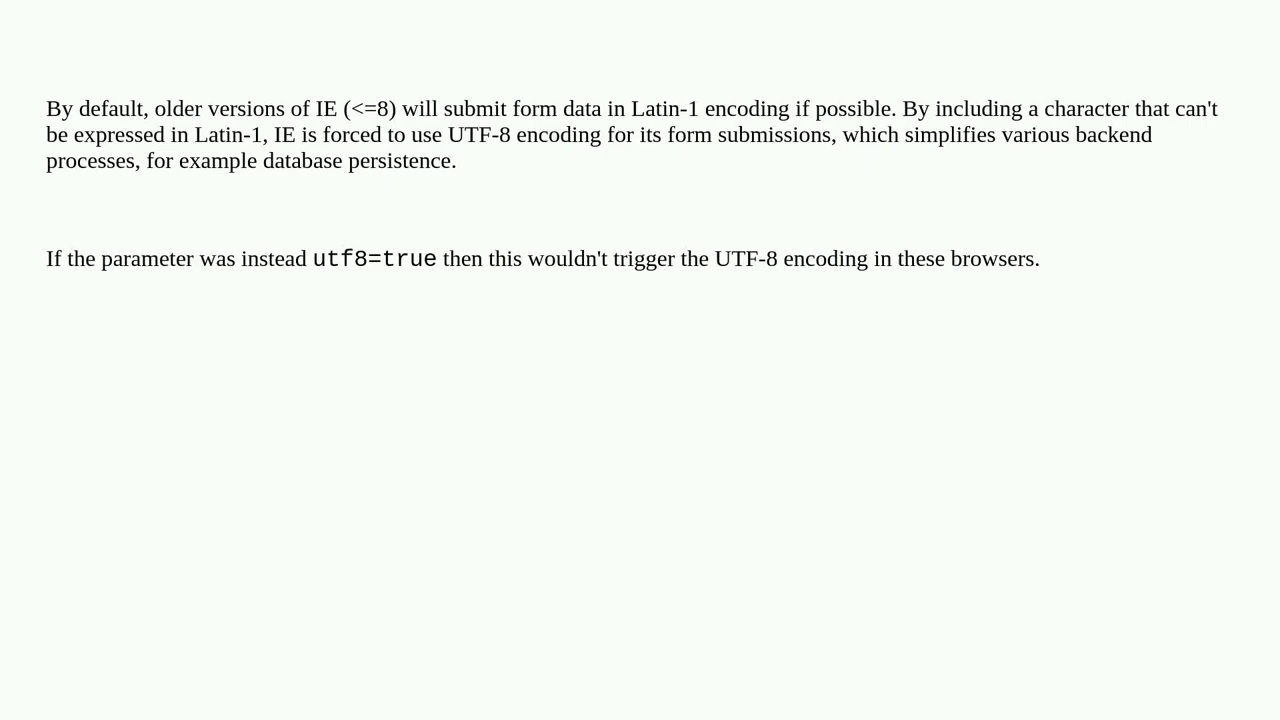 By default, older versions of IE (<=8) will submit form data in Latin-1 encoding if possible. By including a character that can't
be expressed in Latin-1, IE is forced to use UTF-8 encoding for its form submissions, which simplifies various backend
processes, for example database persistence.
If the parameter was instead utf8=true then this wouldn't trigger the UTF-8 encoding in these browsers.